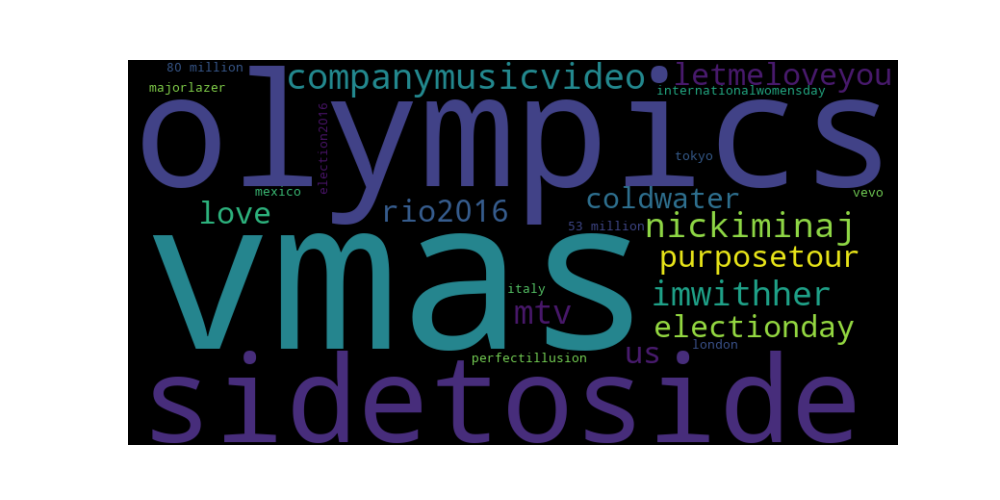 80 million
companymusicvideo
letmeloveyou
majorlazer
internationalwomensday
olympics
election2016
tokyo
mexico
coldwater
vevo
love
rio2016
53 million
nickiminaj
vmas
purposetour
italy
imwithher
mtv
electionday
us
london
perfectillusion
sidetoside